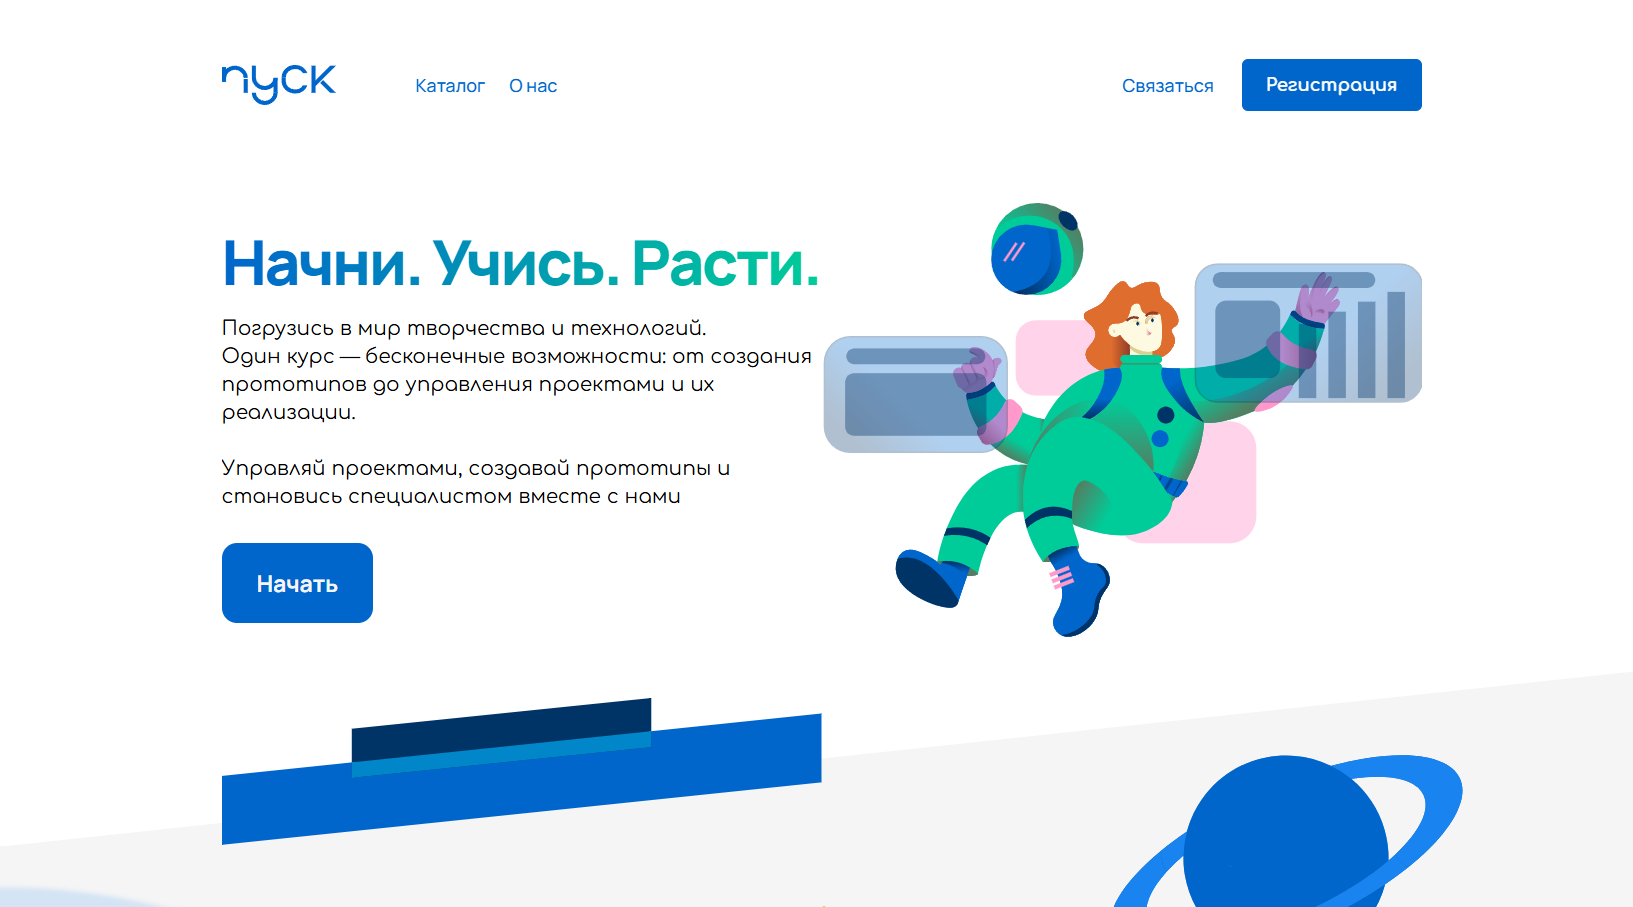 пуск
Каталог
О нас
Связаться
Регистрация
Начни. Учись. Расти.
Погрузись в мир творчества и технологий.
Один курс — бесконечные возможности: от создания
прототипов до управления проектами и их
реализации.
Управляй проектами, создавай прототипы и
становись специалистом вместе с нами
Начать